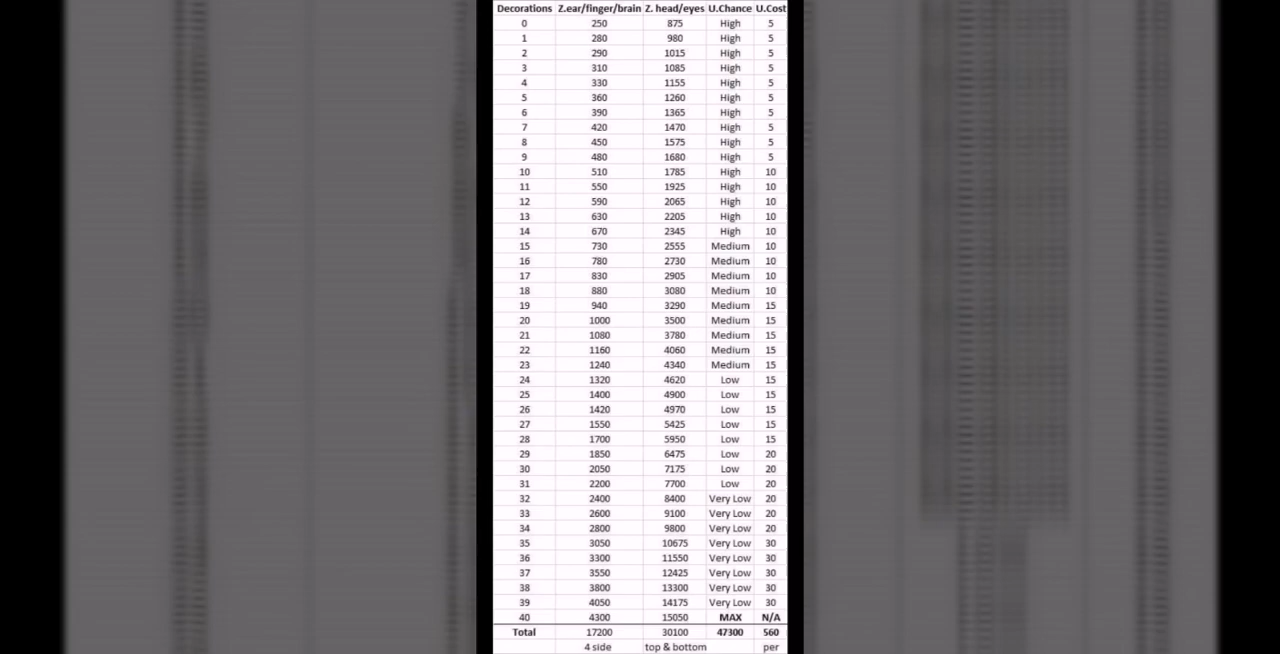 Decorations Z.ear/finger/brain Z. head/eyes U.Chance U.Cost
0 250 875 High 5
1 280 980 High 5
2 290 1015 High 5
3 310 1085 High 5
4 330 1155 High 5
5 360 1260 High 5
6 390 1365 High 5
7 420 1470 High 5
8 450 1575 High 5
9 480 1680 High 5
10 510 1785 High 10
11 550 1925 High 10
12 590 2065 High 10
13 630 2205 High 10
14 670 2345 High 10
15 730 2555 Medium 10
16 780 2730 Medium 10
17 830 2905 Medium 10
18 880 3080 Medium 10
19 940 3290 Medium 15
20 1000 3500 Medium 15
21 1080 3780 Medium 15
22 1160 4060 Medium 15
23 1240 4340 Medium 15
24 1320 4620 Low 15
25 1400 4900 Low 15
26 1420 4970 Low 15
27 1550 5425 Low 15
28 1700 5950 Low 15
29 1850 6475 Low 20
30 2050 7175 Low 20
31 2200 7700 Low 20
32 2400 8400 Very Low 20
33 2600 9100 Very Low 20
34 2800 9800 Very Low 20
35 3050 10675 Very Low 30
36 3300 11550 Very Low 30
37 3550 12425 Very Low 30
38 3800 13300 Very Low 30
39 4050 14175 Very Low 30
40 4300 15050 MAX N/A
Total 17200 30100 47300 560
4 side top & bottom per